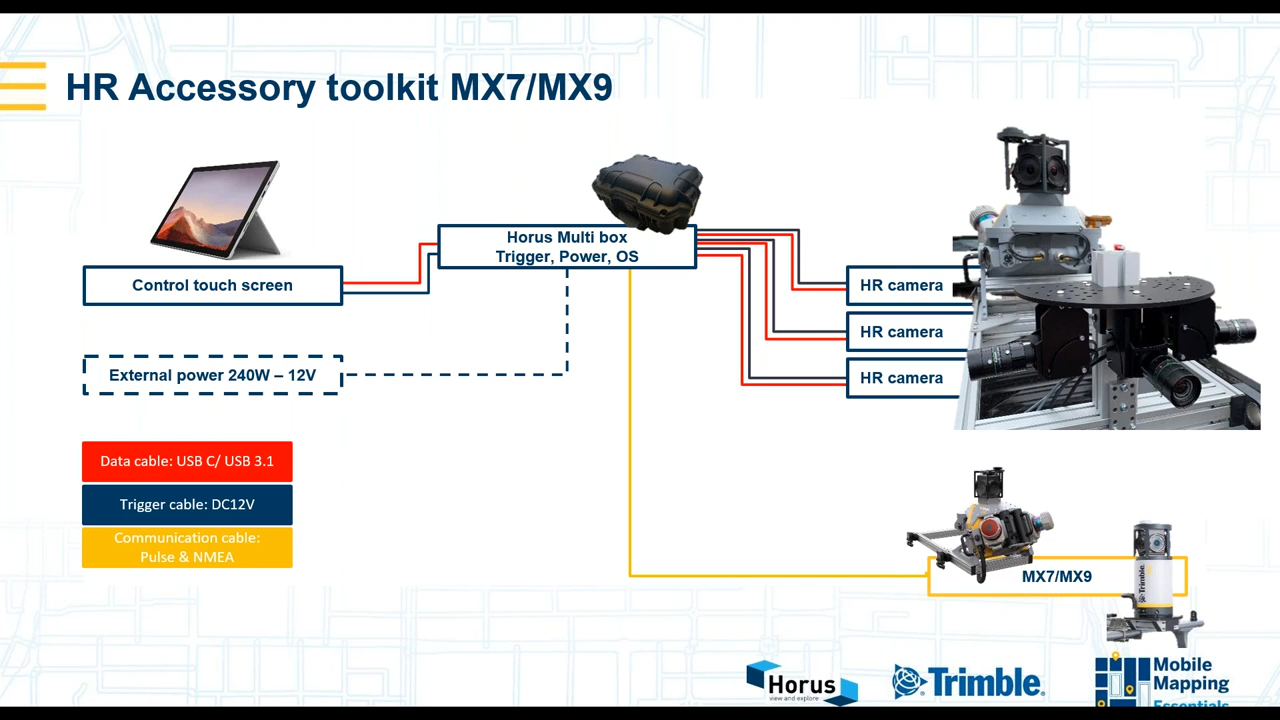 HR Accessory toolkit MX7/MX9
Horus Multi box
Trigger, Power, OS
Control touch screen
HR camera
HR camera
External power 240W – 12V
HR camera
Data cable: USB C/ USB 3.1
Trigger cable: DC12V
Communication cable:
Pulse & NMEA
MX7/MX9
Trimble.
Horus
view and explore
Trimble.
Mobile
Mapping
Essentials